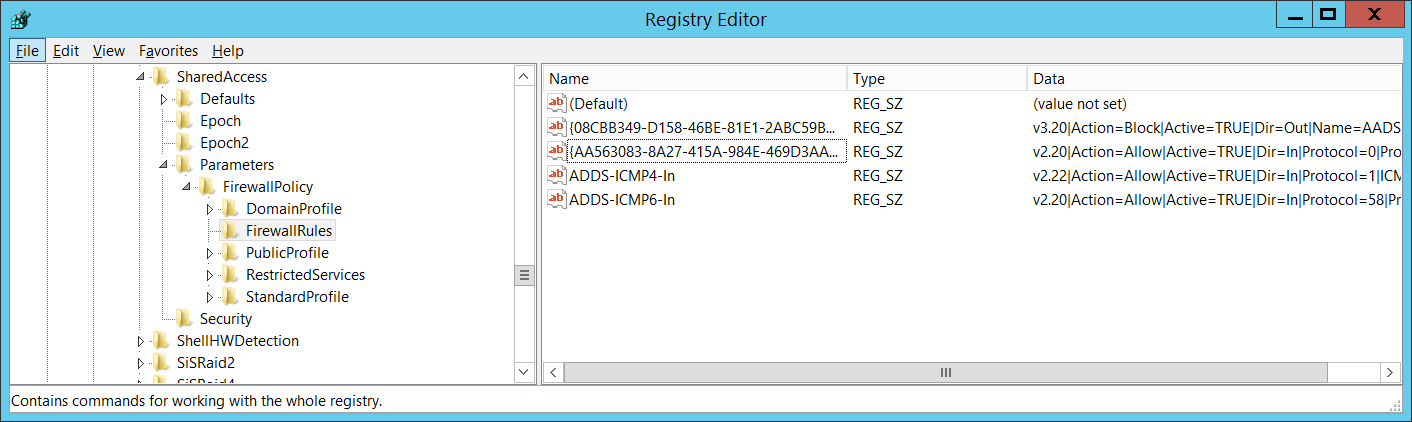 Registry Editor
File Edit View Favorites Help
SharedAccess
Defaults
Epoch
Epoch2
Parameters
FirewallPolicy
DomainProfile
FirewallRules
PublicProfile
RestrictedServices
StandardProfile
Security
ShellHWDetection
SiSRaid2
SiSRaid4
Name Type Data
(Default) REG_SZ (value not set)
{08CBB349-D158-46BE-81E1-2ABC59B... REG_SZ v3.20|Action=Block|Active=TRUE|Dir=Out|Name=AADS
{AA563083-8A27-415A-984E-469D3AA... REG_SZ v2.20|Action=Allow|Active=TRUE|Dir=In|Protocol=0|Pro
ADDS-ICMP4-In REG_SZ v2.22|Action=Allow|Active=TRUE|Dir=In|Protocol=1|ICM
ADDS-ICMP6-In REG_SZ v2.20|Action=Allow|Active=TRUE|Dir=In|Protocol=58|Pr
Contains commands for working with the whole registry.